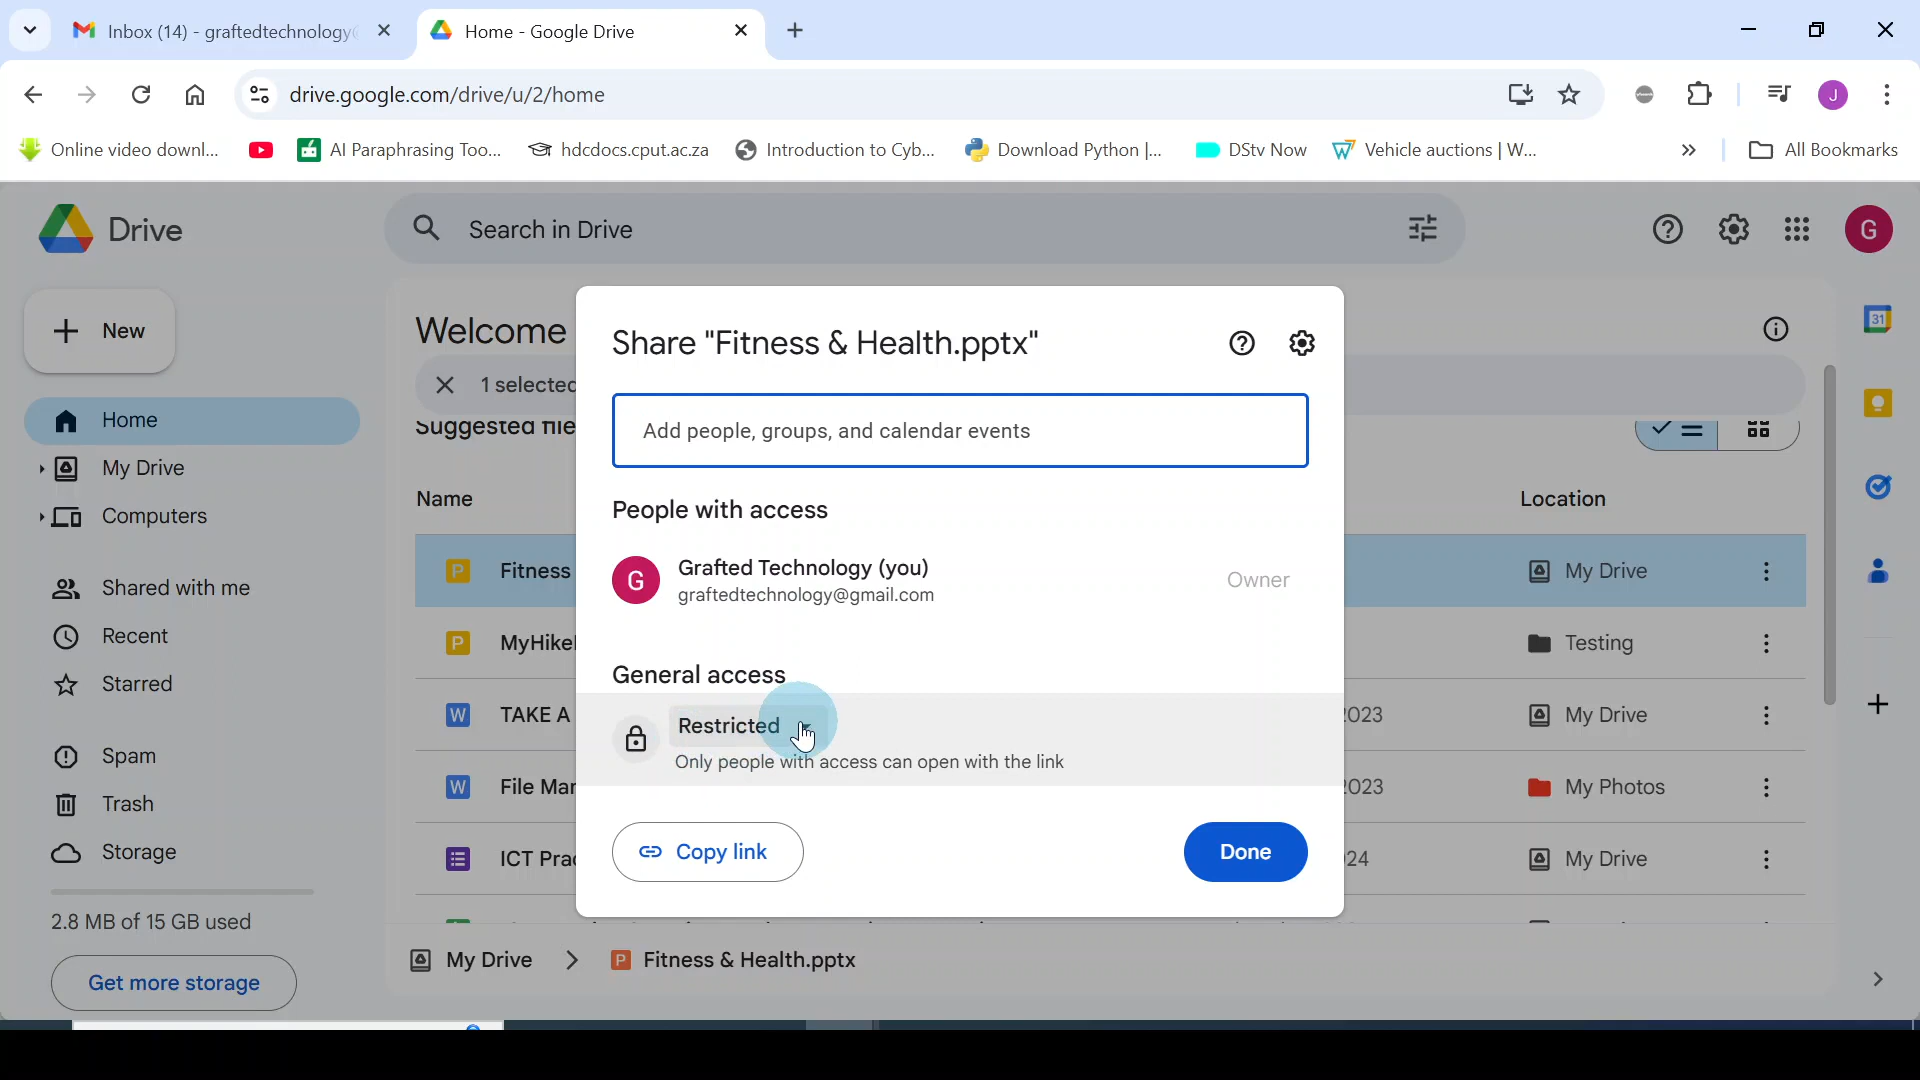 Inbox (14) - graftedtechnology
Home - Google Drive
drive.google.com/drive/u/2/home
J
Online video downl...
AI Paraphrasing Too...
hdcdocs.cput.ac.za
Introduction to Cyb...
Download Python |...
DStv Now
Vehicle auctions | W...
All Bookmarks
Drive
Search in Drive
G
New
Home
My Drive
Computers
Shared with me
Recent
Starred
Spam
Trash
Storage
2.8 MB of 15 GB used
Get more storage
Welcome
1 selected
Suggested file
Name
Location
Fitness
My Drive
MyHike
Testing
TAKE A
2023
My Drive
File Mar
2023
My Photos
ICT Prac
24
My Drive
My Drive > Fitness & Health.pptx
31
Share "Fitness & Health.pptx"
Add people, groups, and calendar events
People with access
G
Grafted Technology (you)
graftedtechnology@gmail.com
Owner
General access
Restricted
Only people with access can open with the link
Copy link
Done